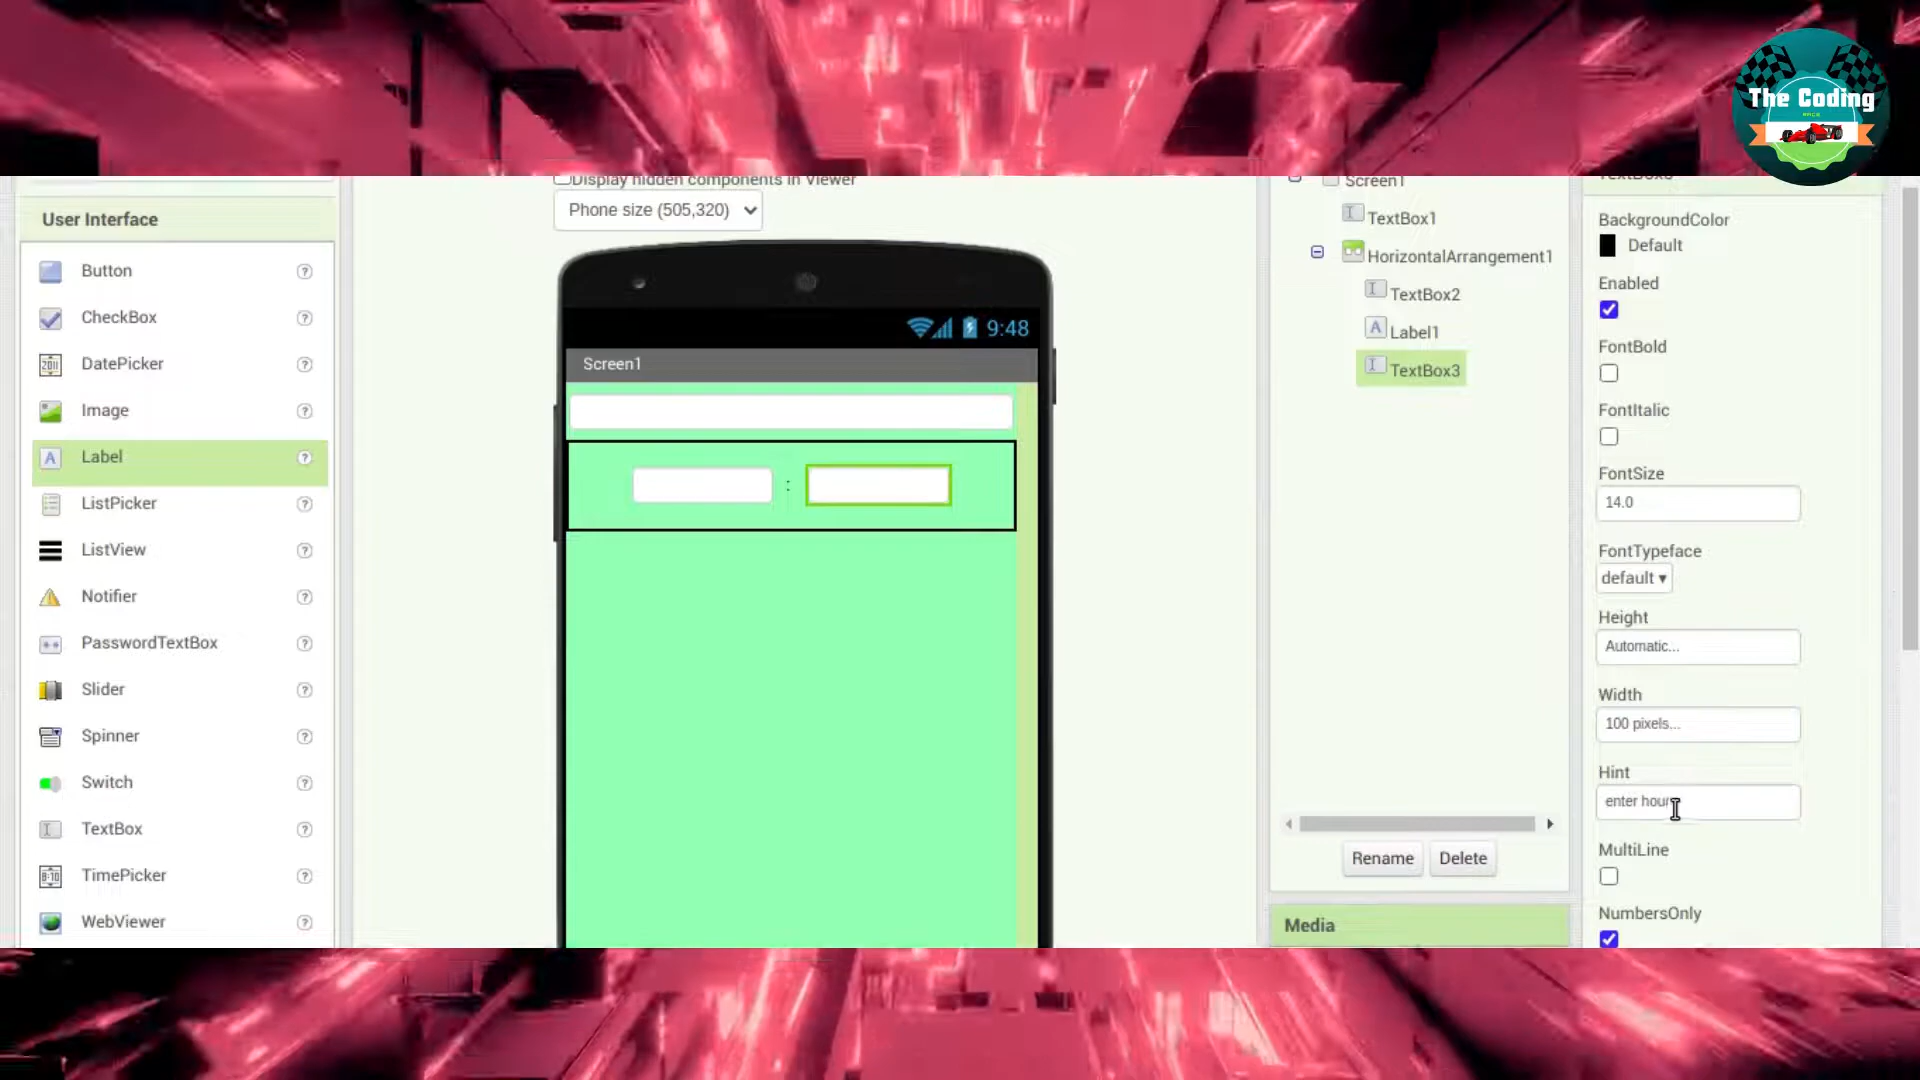 The Coding
RACE
Display hidden components in Viewer
Phone size (505,320)
User Interface
Button
CheckBox
DatePicker
Image
Label
ListPicker
ListView
Notifier
PasswordTextBox
Slider
Spinner
Switch
TextBox
TimePicker
WebViewer
9:48
Screen1
:
Screen1
TextBox1
HorizontalArrangement1
TextBox2
Label1
TextBox3
Rename
Delete
Media
TextBox3
BackgroundColor
Default
Enabled
FontBold
FontItalic
FontSize
14.0
FontTypeface
default
Height
Automatic...
Width
100 pixels...
Hint
enter hour
MultiLine
NumbersOnly